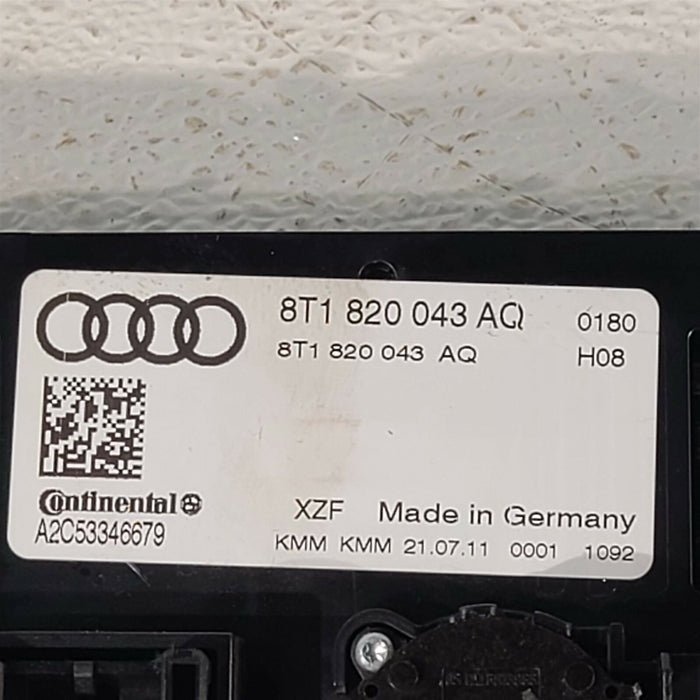 8T1 820 043 AQ 0180
8T1 820 043 AQ H08
Continental
A2C53346679
XZF Made in Germany
KMM KMM 21.07.11 0001 1092